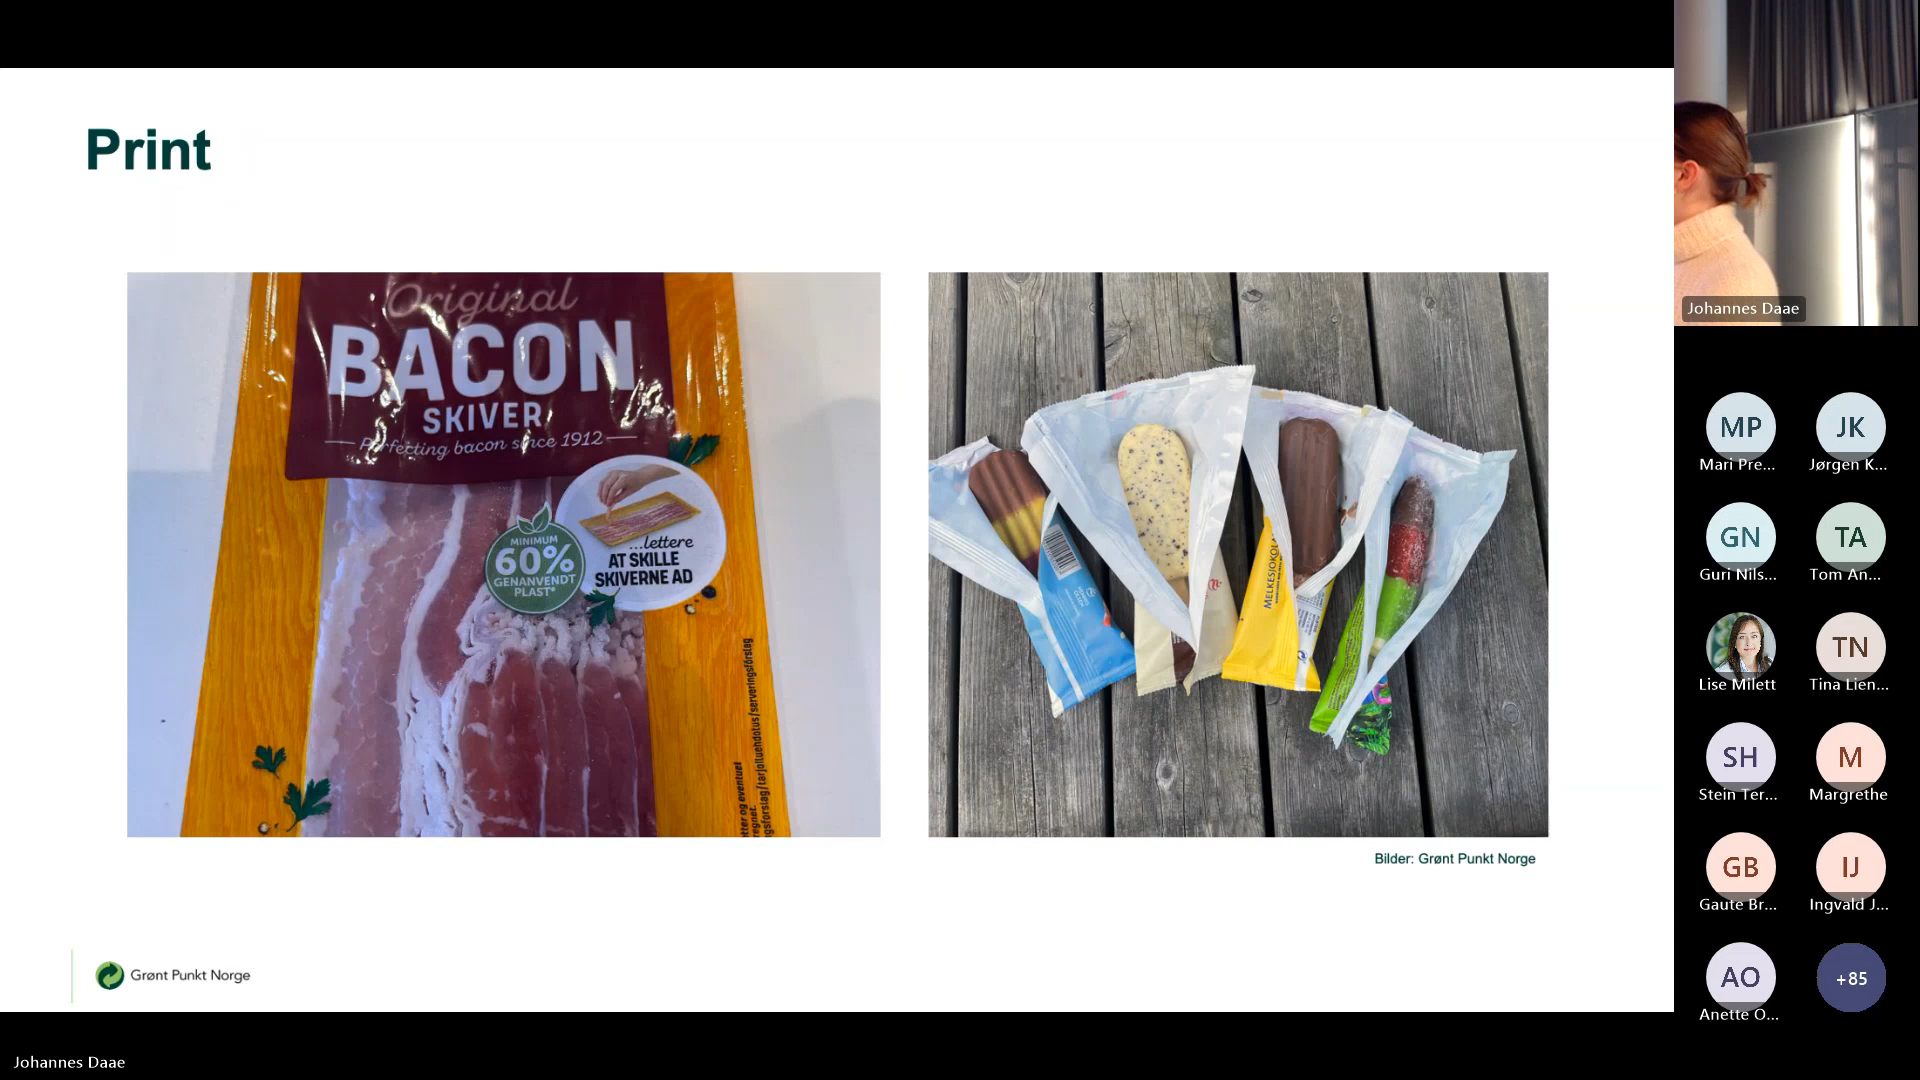 Print
Original
BACON
SKIVER
Perfecting bacon since 1912
MINIMUM
60%
GENANVENDT
PLAST*
...lettere
AT SKILLE
SKIVERNE AD
MELKESJOKOL
Bilder: Grønt Punkt Norge
Grønt Punkt Norge
Johannes Daae
Johannes Daae
MP
Mari Pre...
JK
Jørgen K...
GN
Guri Nils...
TA
Tom An...
Lise Milett
TN
Tina Lien...
SH
Stein Ter...
M
Margrethe
GB
Gaute Br...
IJ
Ingvald J...
AO
Anette O...
+85